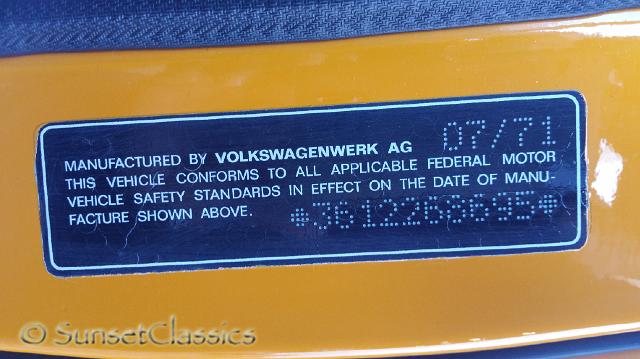 07/71
MANUFACTURED BY VOLKSWAGENWERK AG
THIS VEHICLE CONFORMS TO ALL APPLICABLE FEDERAL MOTOR
VEHICLE SAFETY STANDARDS IN EFFECT ON THE DATE OF MANU-
FACTURE SHOWN ABOVE.
© SunsetClassics